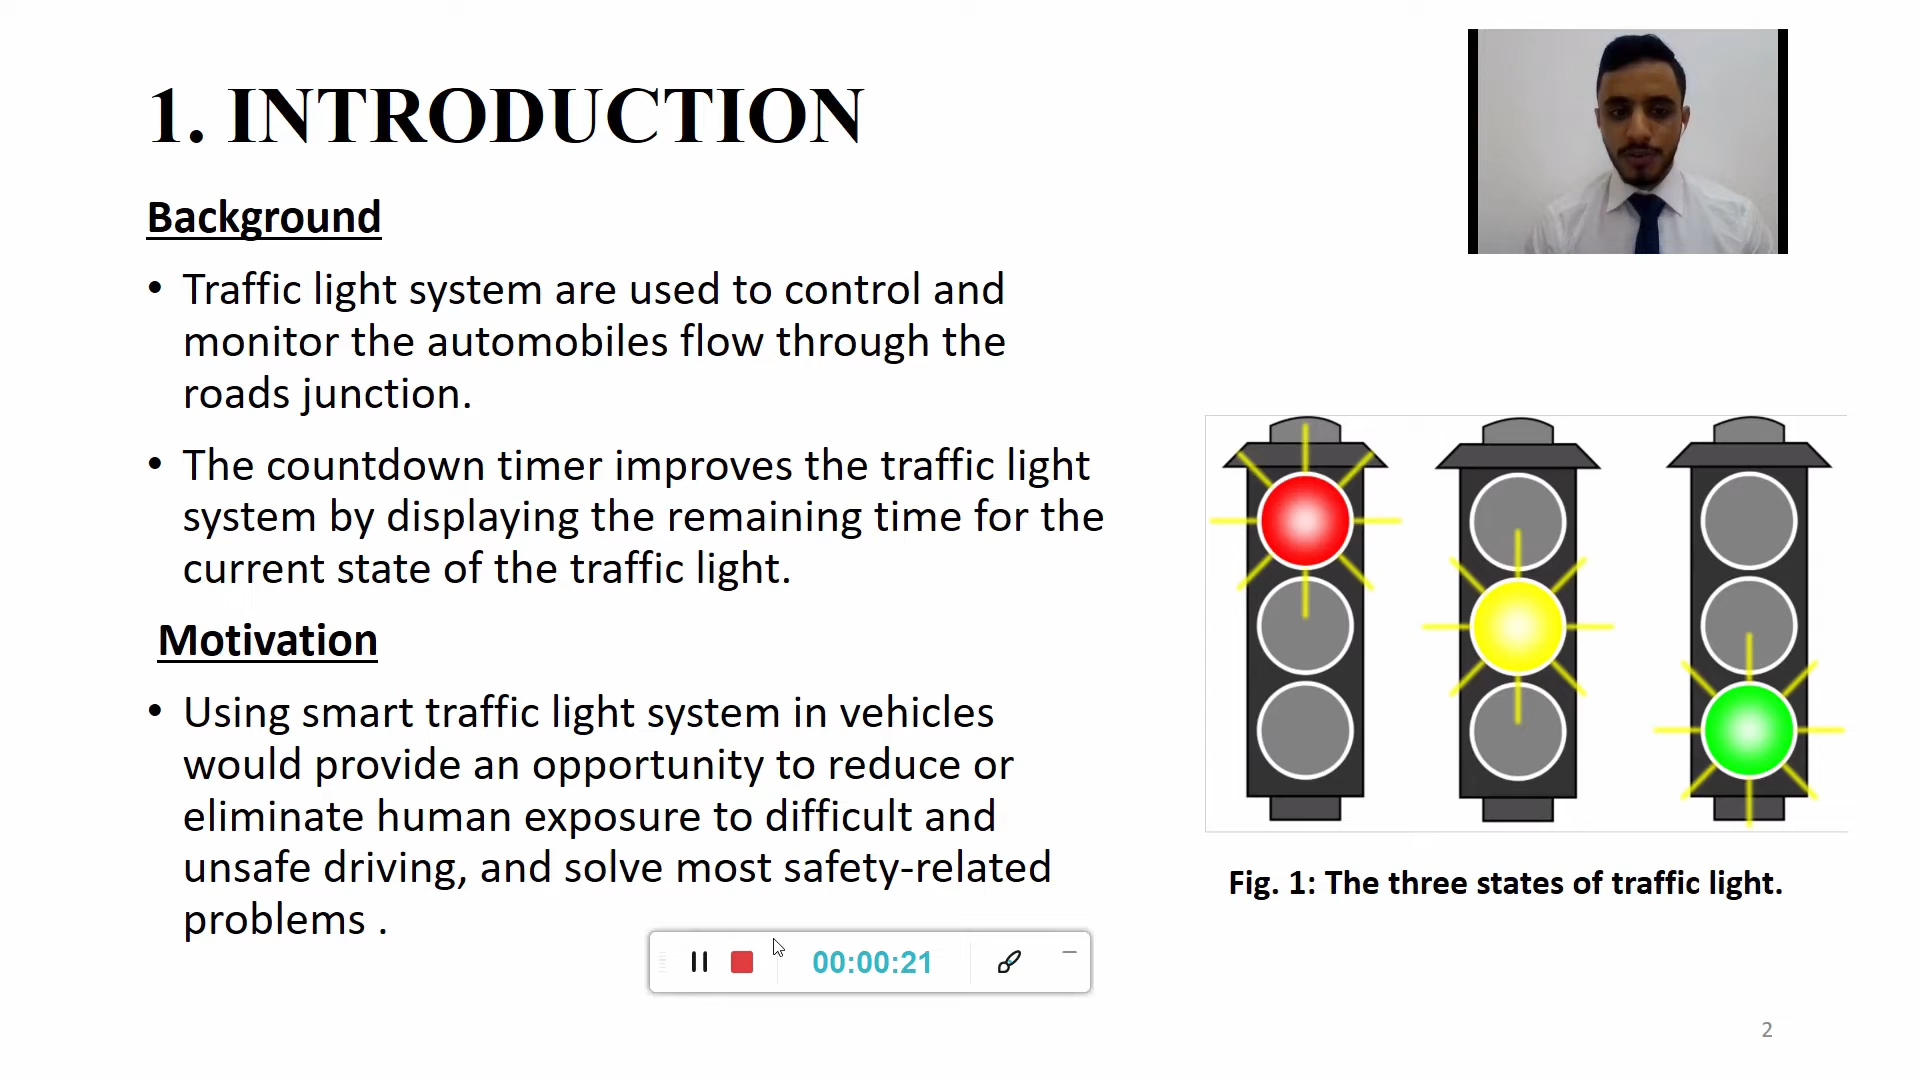 1. INTRODUCTION
Background
• Traffic light system are used to control and
monitor the automobiles flow through the
roads junction.
• The countdown timer improves the traffic light
system by displaying the remaining time for the
current state of the traffic light.
Motivation
• Using smart traffic light system in vehicles
would provide an opportunity to reduce or
eliminate human exposure to difficult and
unsafe driving, and solve most safety-related
problems .
Fig. 1: The three states of traffic light.
00:00:21
2